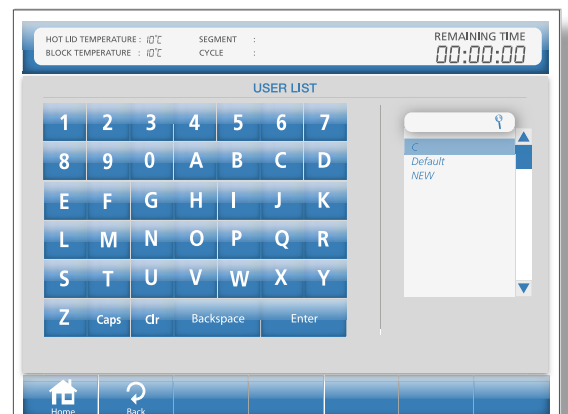 HOT LID TEMPERATURE : 10°C SEGMENT : REMAINING TIME
BLOCK TEMPERATURE : 10°C CYCLE : 00:00:00
USER LIST
1 2 3 4 5 6 7
8 9 0 A B C D
E F G H I J K
L M N O P Q R
S T U V W X Y
Z Caps Clr Backspace Enter
C
Default
NEW
Home Back